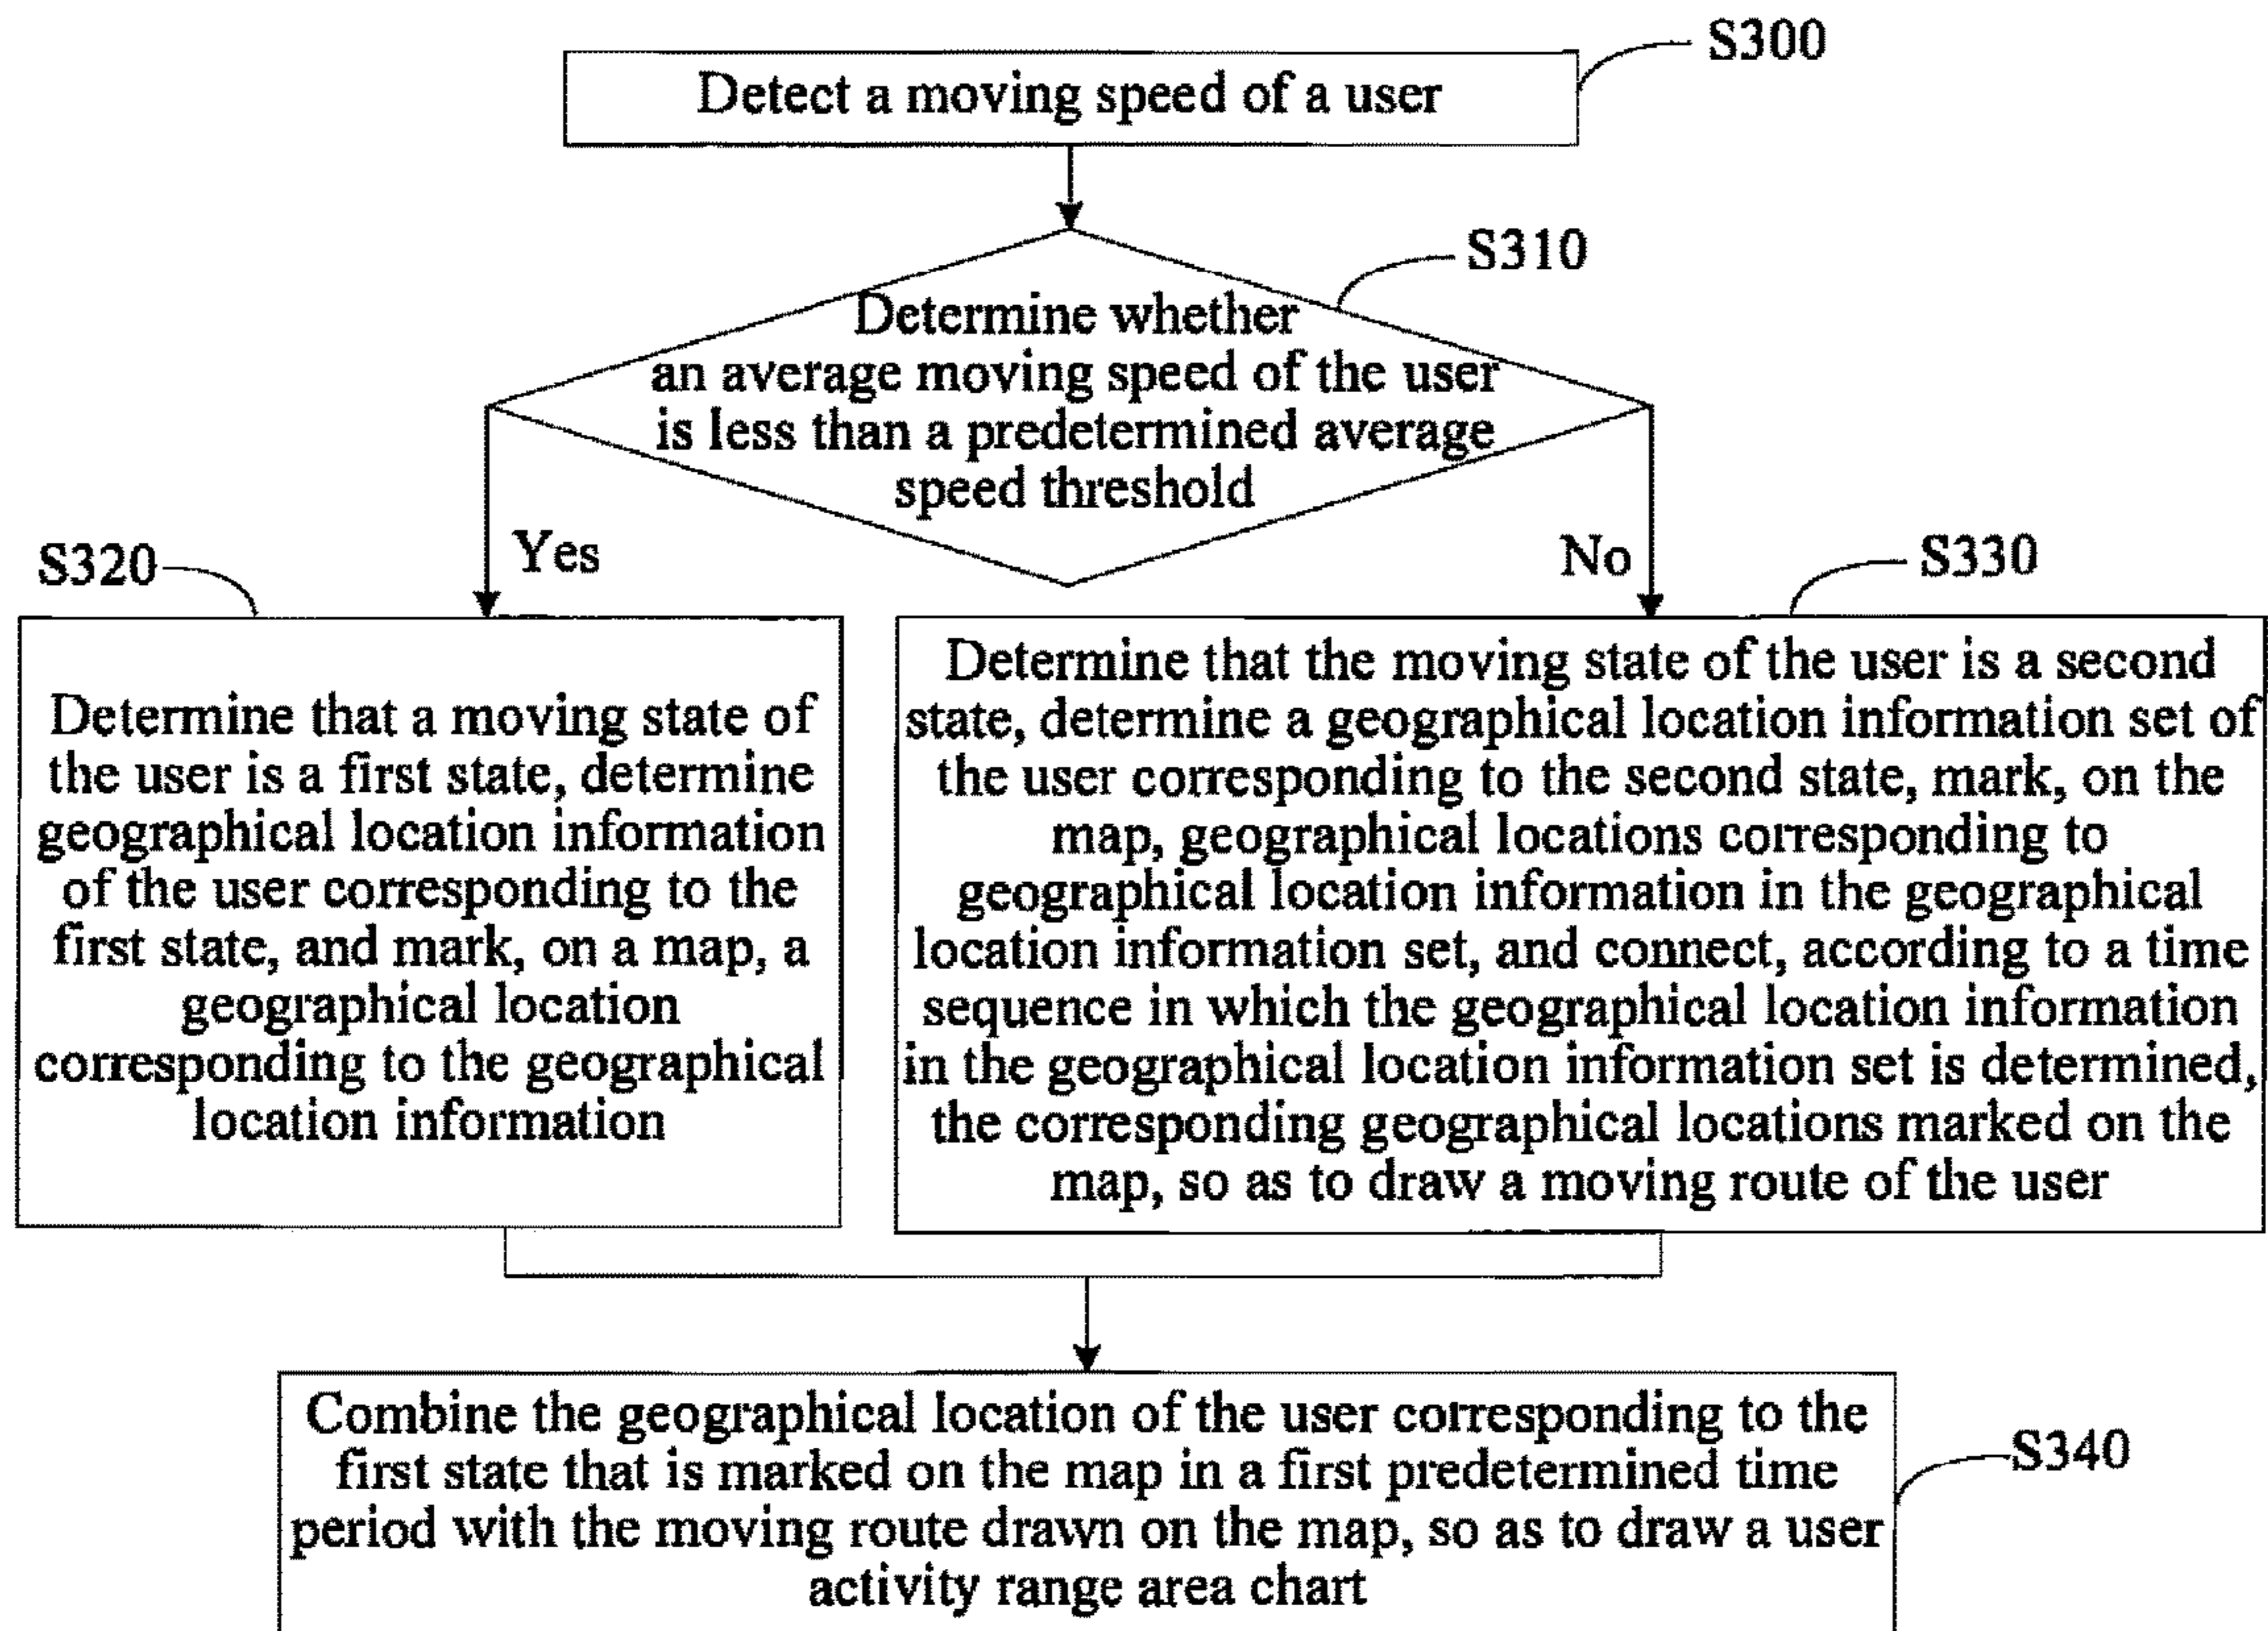 S300
Detect a moving speed of a user
S310
Determine whether
an average moving speed of the user
is less than a predetermined average
speed threshold
Yes
No
S320
Determine that a moving state of
the user is a first state, determine
geographical location information
of the user corresponding to the
first state, and mark, on a map, a
geographical location
corresponding to the geographical
location information
S330
Determine that the moving state of the user is a second
state, determine a geographical location information set of
the user corresponding to the second state, mark, on the
map, geographical locations corresponding to
geographical location information in the geographical
location information set, and connect, according to a time
sequence in which the geographical location information
in the geographical location information set is determined,
the corresponding geographical locations marked on the
map, so as to draw a moving route of the user
Combine the geographical location of the user corresponding to the
first state that is marked on the map in a first predetermined time
period with the moving route drawn on the map, so as to draw a user
activity range area chart
S340